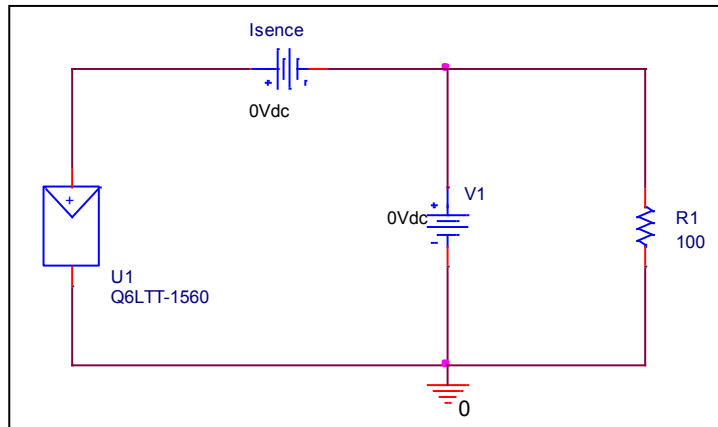 Isence
+
r
0Vdc
+
0Vdc
+
-
V1
R1
100
U1
Q6LTT-1560
0